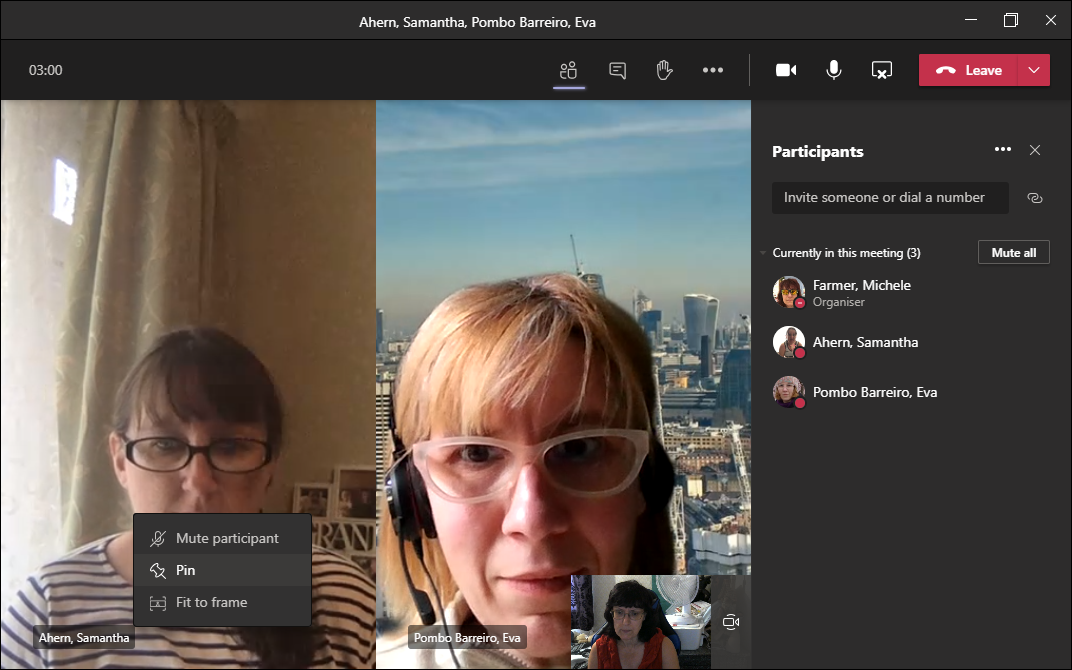 Ahern, Samantha, Pombo Barreiro, Eva
03:00
Leave
Participants
Invite someone or dial a number
Currently in this meeting (3)
Mute all
Farmer, Michele
Organiser
Ahern, Samantha
Pombo Barreiro, Eva
RAN
Mute participant
Pin
Fit to frame
Ahern, Samantha
Pombo Barreiro, Eva